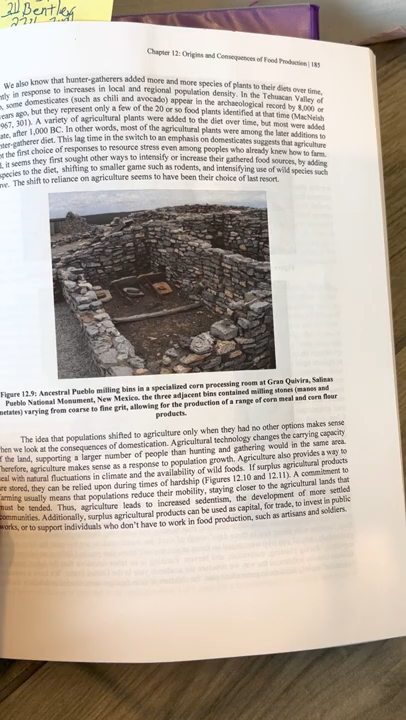 Bentley
Chapter 12: Origins and Consequences of Food Production | 185
We also know that hunter-gatherers added more and more species of plants to their diets over time,
in response to increases in local and regional population density. In the Tehuacan Valley of
some domesticates (such as chili and avocado) appear in the archaeological record by 8,000 or
ears ago, but they represent only a few of the 20 or so food plants identified at that time (MacNeish
967, 301). A variety of agricultural plants were added to the diet over time, but most were added
ate, after 1,000 BC. In other words, most of the agricultural plants were among the later additions to
nter-gatherer diet. This lag time in the switch to an emphasis on domesticates suggests that agriculture
ot the first choice of responses to resource stress even among peoples who already knew how to farm.
, it seems they first sought other ways to intensify or increase their gathered food sources, by adding
species to the diet, shifting to smaller game such as rodents, and intensifying use of wild species such
ve. The shift to reliance on agriculture seems to have been their choice of last resort.
Figure 12.9: Ancestral Pueblo milling bins in a specialized corn processing room at Gran Quivira, Salinas
Pueblo National Monument, New Mexico. the three adjacent bins contained milling stones (manos and
netates) varying from coarse to fine grit, allowing for the production of a range of corn meal and corn flour
products.
The idea that populations shifted to agriculture only when they had no other options makes sense
hen we look at the consequences of domestication. Agricultural technology changes the carrying capacity
f the land, supporting a larger number of people than hunting and gathering would in the same area.
herefore, agriculture makes sense as a response to population growth. Agriculture also provides a way to
eal with natural fluctuations in climate and the availability of wild foods. If surplus agricultural products
re stored, they can be relied upon during times of hardship (Figures 12.10 and 12.11). A commitment to
arming usually means that populations reduce their mobility, staying closer to the agricultural lands that
must be tended. Thus, agriculture leads to increased sedentism, the development of more settled
communities. Additionally, surplus agricultural products can be used as capital, for trade, to invest in public
works, or to support individuals who don't have to work in food production, such as artisans and soldiers.